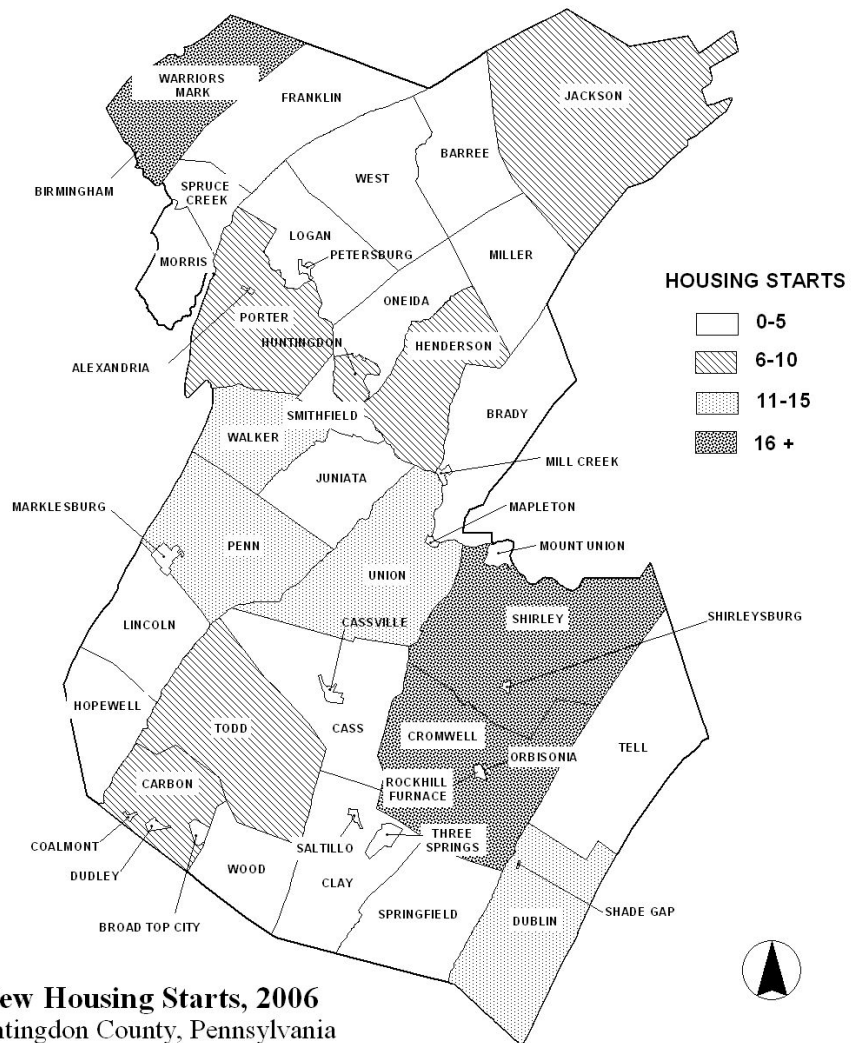 WARRIORS
MARK
FRANKLIN
JACKSON
BARREE
WEST
BIRMINGHAM
SPRUCE
CREEK
LOGAN
PETERSBURG
MILLER
MORRIS
HOUSING STARTS
0-5
6-10
11-15
16 +
ONEIDA
PORTER
HUNTINGDON
HENDERSON
ALEXANDRIA
SMITHFIELD
BRADY
WALKER
MILL CREEK
JUNIATA
MARKLESBURG
MAPLETON
PENN
MOUNT UNION
UNION
CASSVILLE
SHIRLEY
SHIRLEYSBURG
LINCOLN
HOPEWELL
TODD
CASS
CROMWELL
TELL
ORBISONIA
CARBON
ROCKHILL
FURNACE
COALMONT
SALTILLO
THREE
SPRINGS
DUDLEY
WOOD
CLAY
BROAD TOP CITY
SPRINGFIELD
DUBLIN
SHADE GAP
ew Housing Starts, 2006
ntingdon County, Pennsylvania